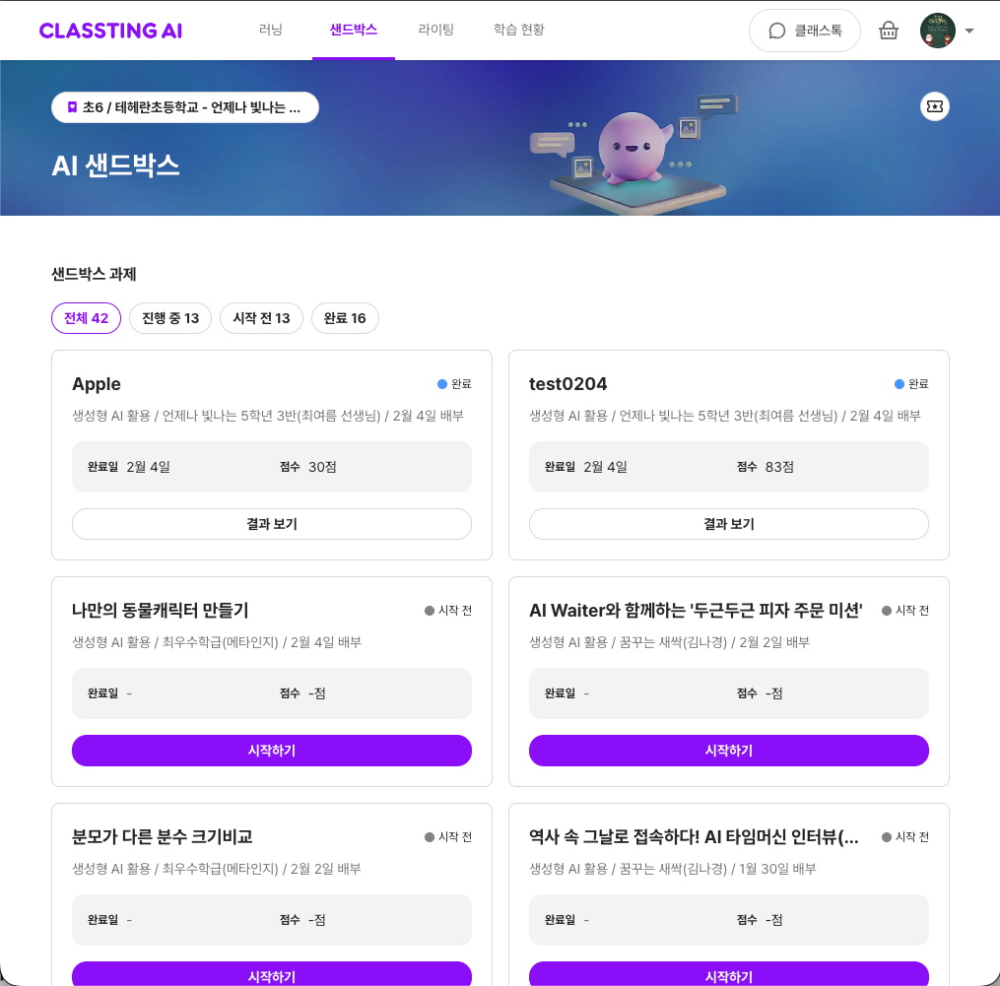 CLASSTING AI
러닝
샌드박스
라이팅
학습 현황
클래스톡
초6 / 테헤란초등학교 - 언제나 빛나는 ...
AI 샌드박스
샌드박스 과제
전체 42
진행 중 13
시작 전 13
완료 16
Apple
완료
생성형 AI 활용 / 언제나 빛나는 5학년 3반(최여름 선생님) / 2월 4일 배부
완료일 2월 4일
점수 30점
결과 보기
test0204
완료
생성형 AI 활용 / 언제나 빛나는 5학년 3반(최여름 선생님) / 2월 4일 배부
완료일 2월 4일
점수 83점
결과 보기
나만의 동물캐릭터 만들기
시작 전
생성형 AI 활용 / 최우수학급(메타인지) / 2월 4일 배부
완료일 -
점수 -점
시작하기
AI Waiter와 함께하는 '두근두근 피자 주문 미션'
시작 전
생성형 AI 활용 / 꿈꾸는 새싹(김나경) / 2월 2일 배부
완료일 -
점수 -점
시작하기
분모가 다른 분수 크기비교
시작 전
생성형 AI 활용 / 최우수학급(메타인지) / 2월 2일 배부
완료일 -
점수 -점
시작하기
역사 속 그날로 접속하다! AI 타임머신 인터뷰(...
시작 전
생성형 AI 활용 / 꿈꾸는 새싹(김나경) / 1월 30일 배부
완료일 -
점수 -점
시작하기